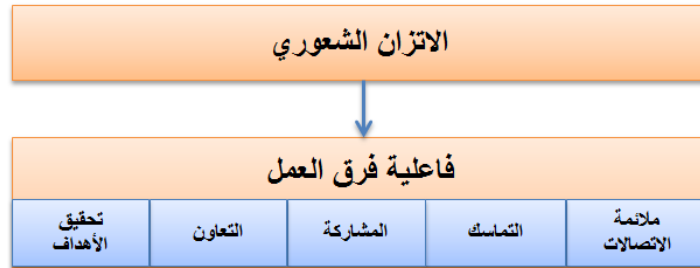 الاتزان الشعوري
فاعلية فرق العمل
ملائمة
الاتصالات
التماسك
المشاركة
التعاون
تحقيق
الأهداف